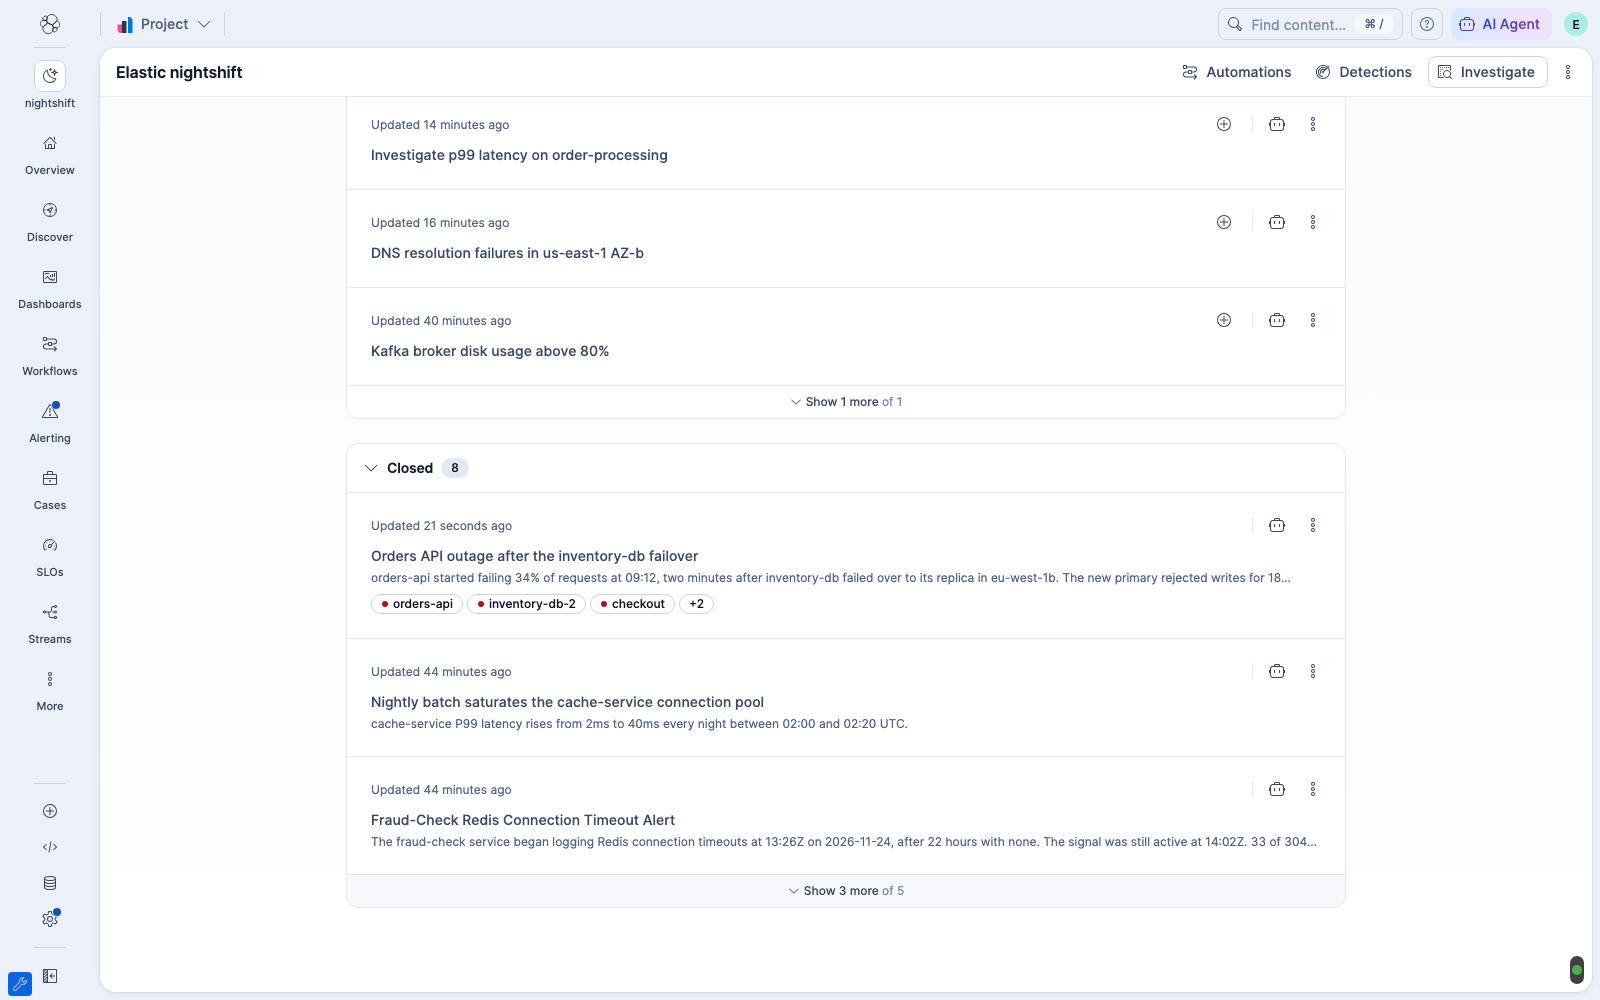 Project
Find content...
⌘ /
AI Agent
E
Elastic nightshift
Automations
Detections
Investigate
nightshift
Overview
Discover
Dashboards
Workflows
Alerting
Cases
SLOs
Streams
More
Updated 14 minutes ago
Investigate p99 latency on order-processing
Updated 16 minutes ago
DNS resolution failures in us-east-1 AZ-b
Updated 40 minutes ago
Kafka broker disk usage above 80%
Show 1 more of 1
Closed 8
Updated 21 seconds ago
Orders API outage after the inventory-db failover
orders-api started failing 34% of requests at 09:12, two minutes after inventory-db failed over to its replica in eu-west-1b. The new primary rejected writes for 18...
orders-api inventory-db-2 checkout +2
Updated 44 minutes ago
Nightly batch saturates the cache-service connection pool
cache-service P99 latency rises from 2ms to 40ms every night between 02:00 and 02:20 UTC.
Updated 44 minutes ago
Fraud-Check Redis Connection Timeout Alert
The fraud-check service began logging Redis connection timeouts at 13:26Z on 2026-11-24, after 22 hours with none. The signal was still active at 14:02Z. 33 of 304...
Show 3 more of 5